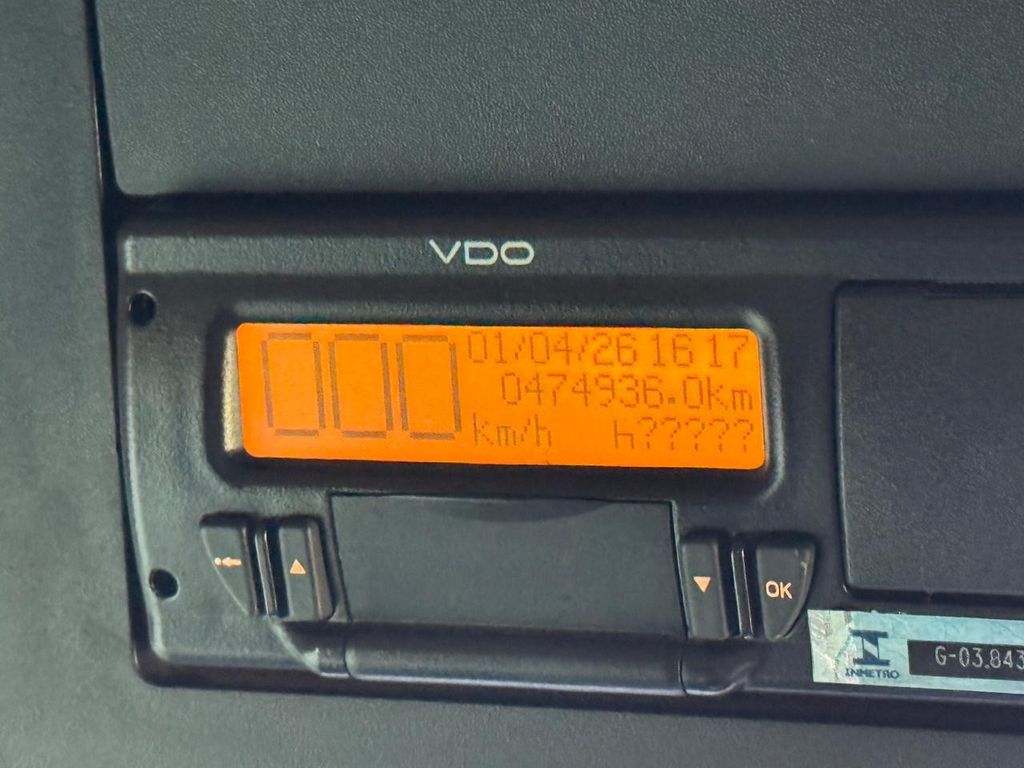 VDO
000 01/04/26 16 17
0474936.0km
km/h h?????
OK
INMETRO
G-03.843